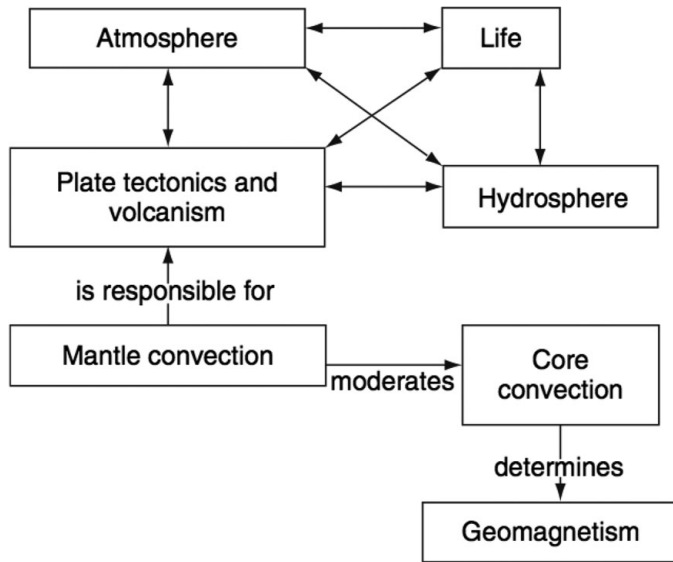 Atmosphere
Life
Plate tectonics and
volcanism
Hydrosphere
is responsible for
Mantle convection
moderates
Core
convection
determines
Geomagnetism